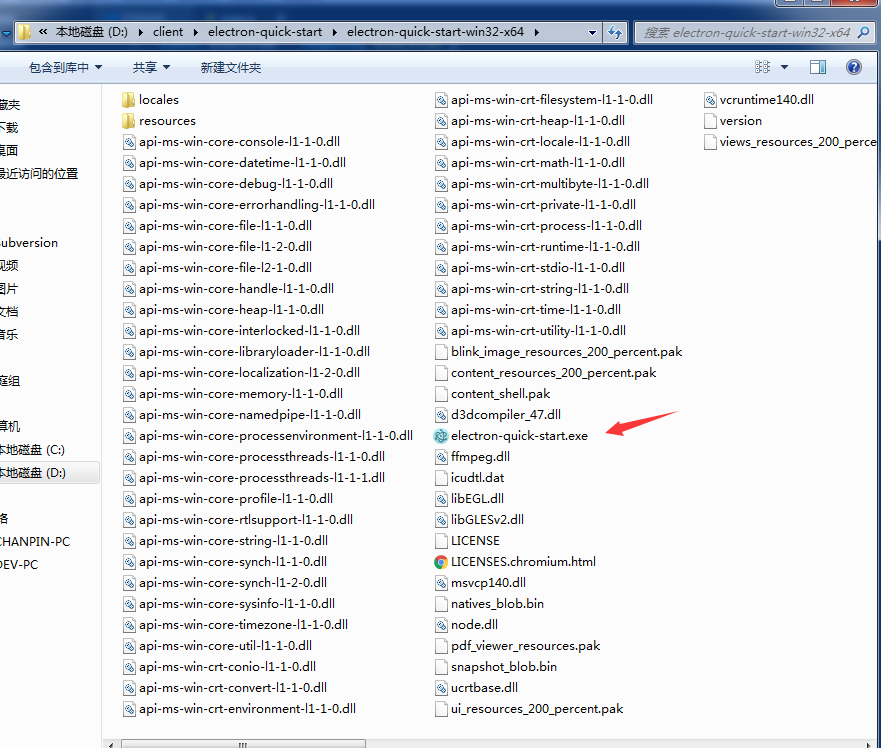 « 本地磁盘 (D:) client electron-quick-start electron-quick-start-win32-x64
搜索 electron-quick-start-win32-x64
包含到库中 共享 新建文件夹
藏夹
下载
桌面
最近访问的位置
ubversion
视频
图片
文档
音乐
庭组
算机
本地磁盘 (C:)
本地磁盘 (D:)
络
CHANPIN-PC
DEV-PC
locales
resources
api-ms-win-core-console-l1-1-0.dll
api-ms-win-core-datetime-l1-1-0.dll
api-ms-win-core-debug-l1-1-0.dll
api-ms-win-core-errorhandling-l1-1-0.dll
api-ms-win-core-file-l1-1-0.dll
api-ms-win-core-file-l1-2-0.dll
api-ms-win-core-file-l2-1-0.dll
api-ms-win-core-handle-l1-1-0.dll
api-ms-win-core-heap-l1-1-0.dll
api-ms-win-core-interlocked-l1-1-0.dll
api-ms-win-core-libraryloader-l1-1-0.dll
api-ms-win-core-localization-l1-2-0.dll
api-ms-win-core-memory-l1-1-0.dll
api-ms-win-core-namedpipe-l1-1-0.dll
api-ms-win-core-processenvironment-l1-1-0.dll
api-ms-win-core-processthreads-l1-1-0.dll
api-ms-win-core-processthreads-l1-1-1.dll
api-ms-win-core-profile-l1-1-0.dll
api-ms-win-core-rtlsupport-l1-1-0.dll
api-ms-win-core-string-l1-1-0.dll
api-ms-win-core-synch-l1-1-0.dll
api-ms-win-core-synch-l1-2-0.dll
api-ms-win-core-sysinfo-l1-1-0.dll
api-ms-win-core-timezone-l1-1-0.dll
api-ms-win-core-util-l1-1-0.dll
api-ms-win-crt-conio-l1-1-0.dll
api-ms-win-crt-convert-l1-1-0.dll
api-ms-win-crt-environment-l1-1-0.dll
api-ms-win-crt-filesystem-l1-1-0.dll
api-ms-win-crt-heap-l1-1-0.dll
api-ms-win-crt-locale-l1-1-0.dll
api-ms-win-crt-math-l1-1-0.dll
api-ms-win-crt-multibyte-l1-1-0.dll
api-ms-win-crt-private-l1-1-0.dll
api-ms-win-crt-process-l1-1-0.dll
api-ms-win-crt-runtime-l1-1-0.dll
api-ms-win-crt-stdio-l1-1-0.dll
api-ms-win-crt-string-l1-1-0.dll
api-ms-win-crt-time-l1-1-0.dll
api-ms-win-crt-utility-l1-1-0.dll
blink_image_resources_200_percent.pak
content_resources_200_percent.pak
content_shell.pak
d3dcompiler_47.dll
electron-quick-start.exe
ffmpeg.dll
icudtl.dat
libEGL.dll
libGLESv2.dll
LICENSE
LICENSES.chromium.html
msvcp140.dll
natives_blob.bin
node.dll
pdf_viewer_resources.pak
snapshot_blob.bin
ucrtbase.dll
ui_resources_200_percent.pak
vcruntime140.dll
version
views_resources_200_perce